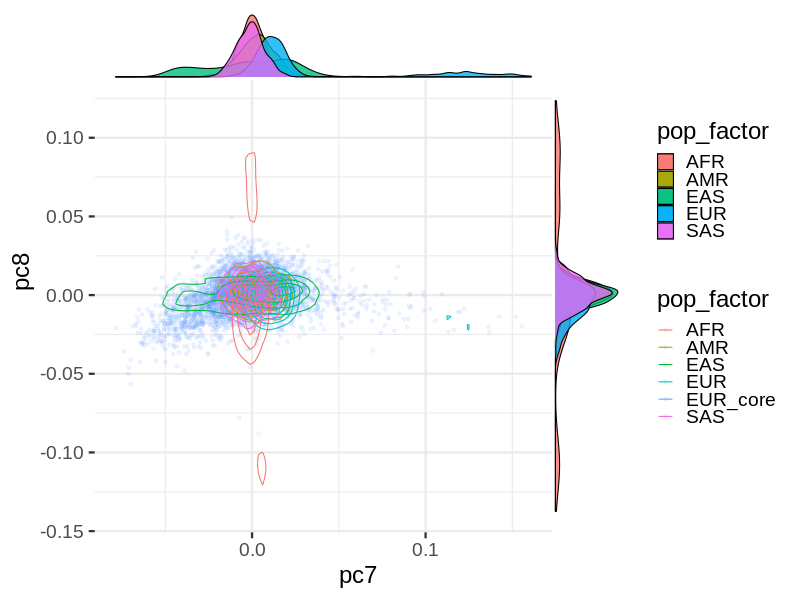 pop_factor
AFR
AMR
EAS
EUR
SAS
pop_factor
AFR
AMR
EAS
EUR
EUR_core
SAS
0.10
0.05
0.00
-0.05
-0.10
-0.15
pc8
0.0
0.1
pc7